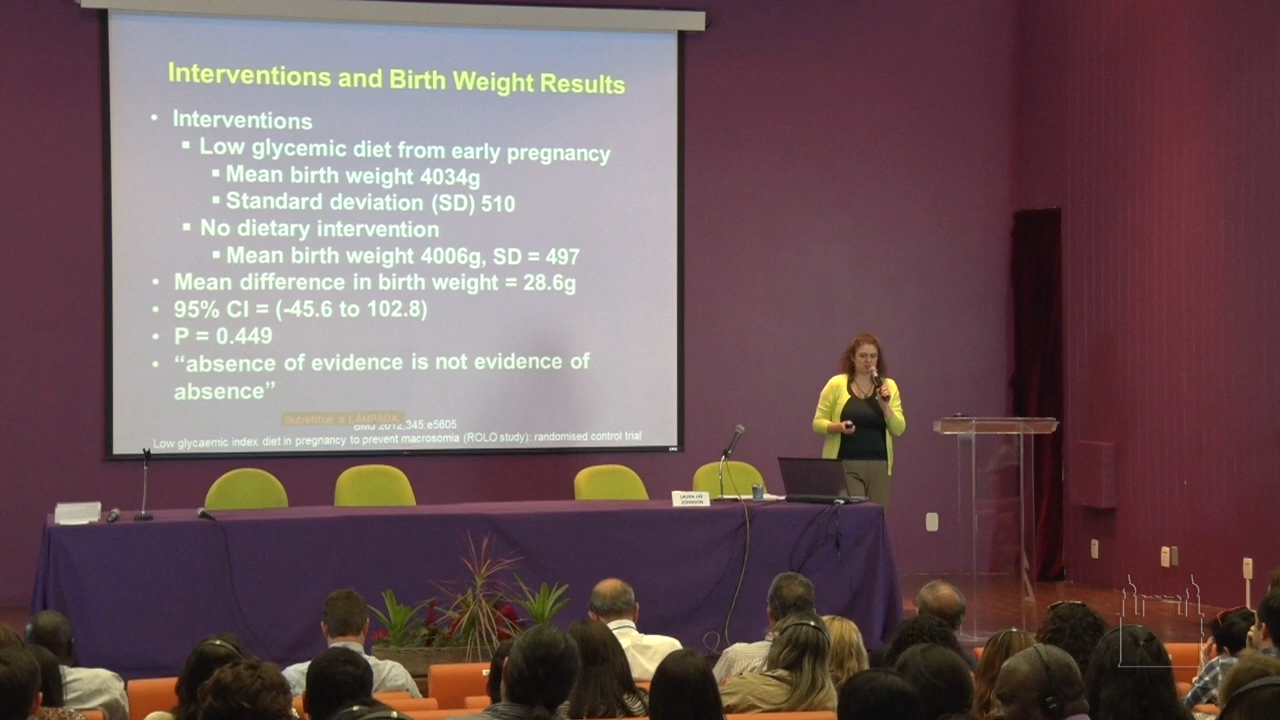 Interventions and Birth Weight Results
• Interventions
▪ Low glycemic diet from early pregnancy
▪ Mean birth weight 4034g
▪ Standard deviation (SD) 510
▪ No dietary intervention
▪ Mean birth weight 4006g, SD = 497
• Mean difference in birth weight = 28.6g
• 95% CI = (-45.6 to 102.8)
• P = 0.449
• “absence of evidence is not evidence of
absence”
BMJ 2012;345:e5605
Low glycaemic index diet in pregnancy to prevent macrosomia (ROLO study): randomised control trial
LAURA LEE
JOHNSON